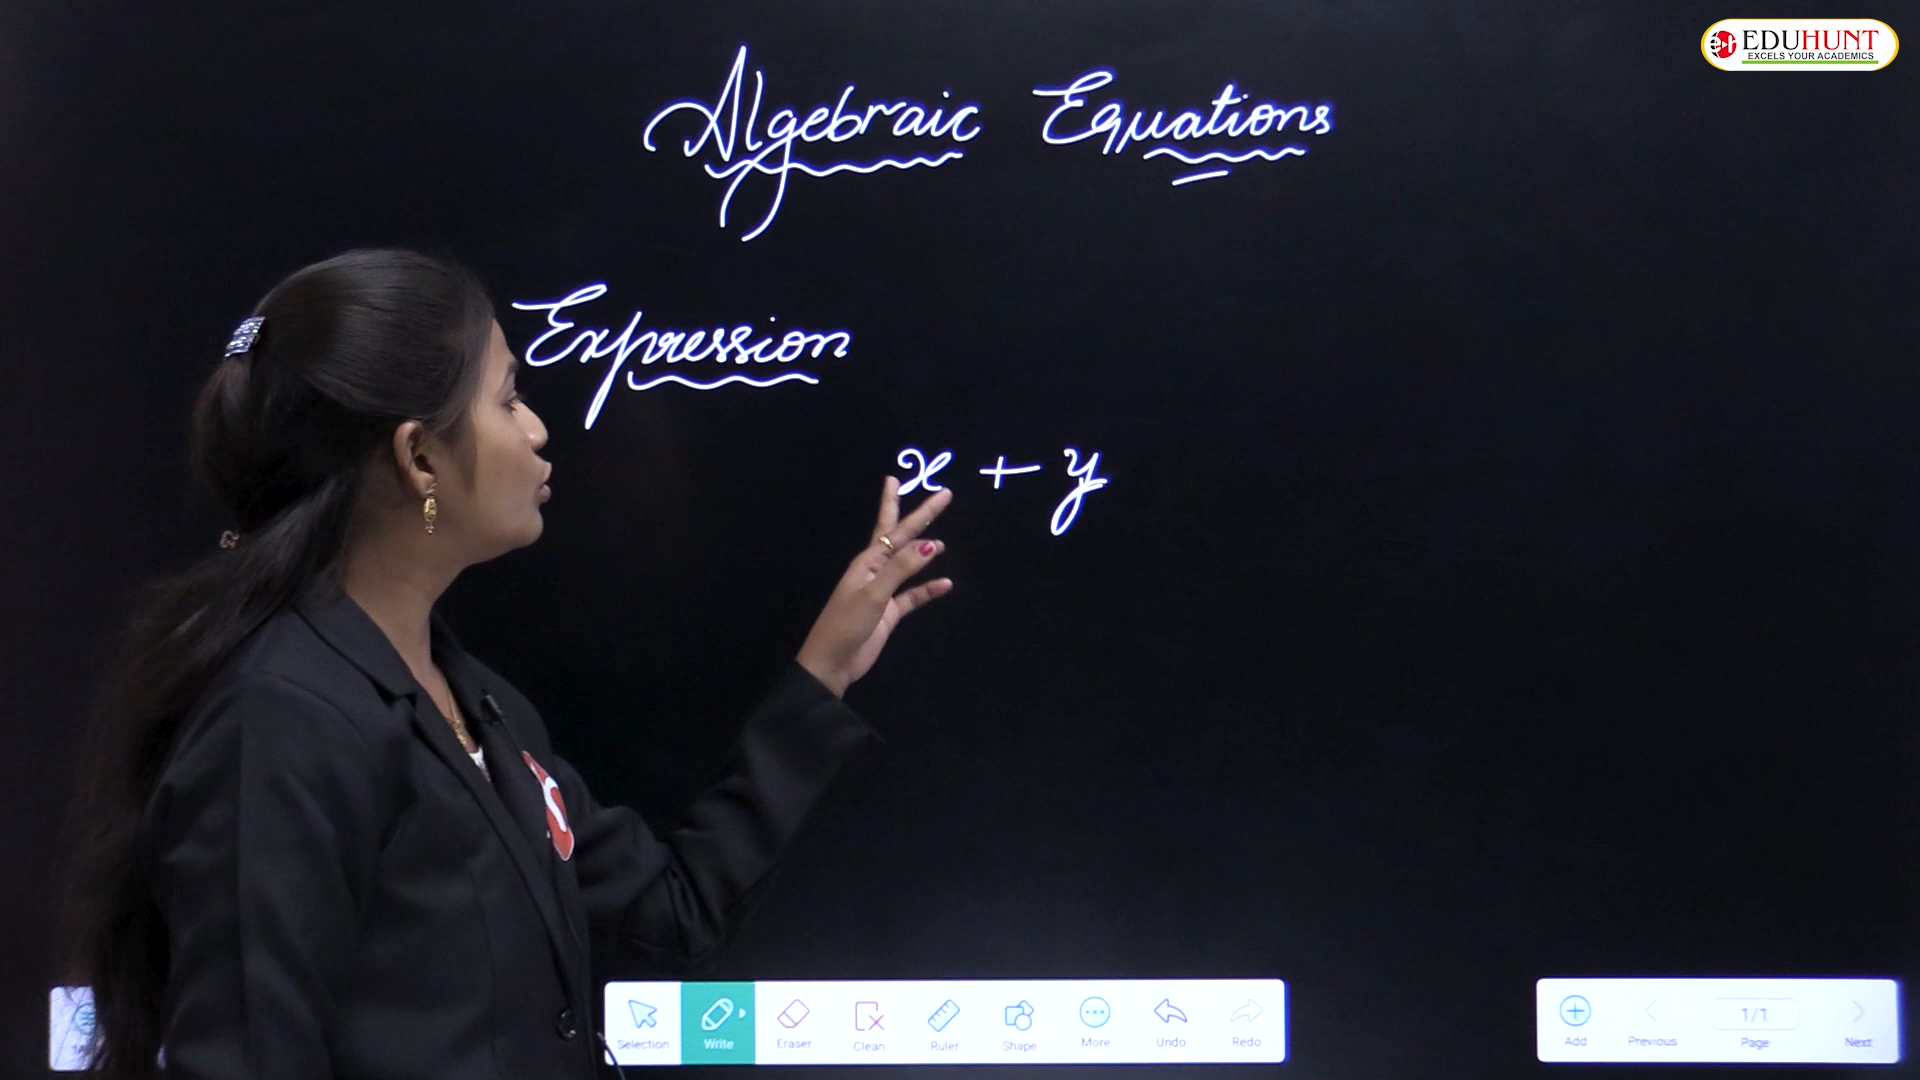 EDUHUNT
EXCELS YOUR ACADEMICS
Algebraic Equations
Expression
x + y
Selection Write Eraser Clean Ruler Shape More Undo Redo
Add Previous 1/1 Page Next